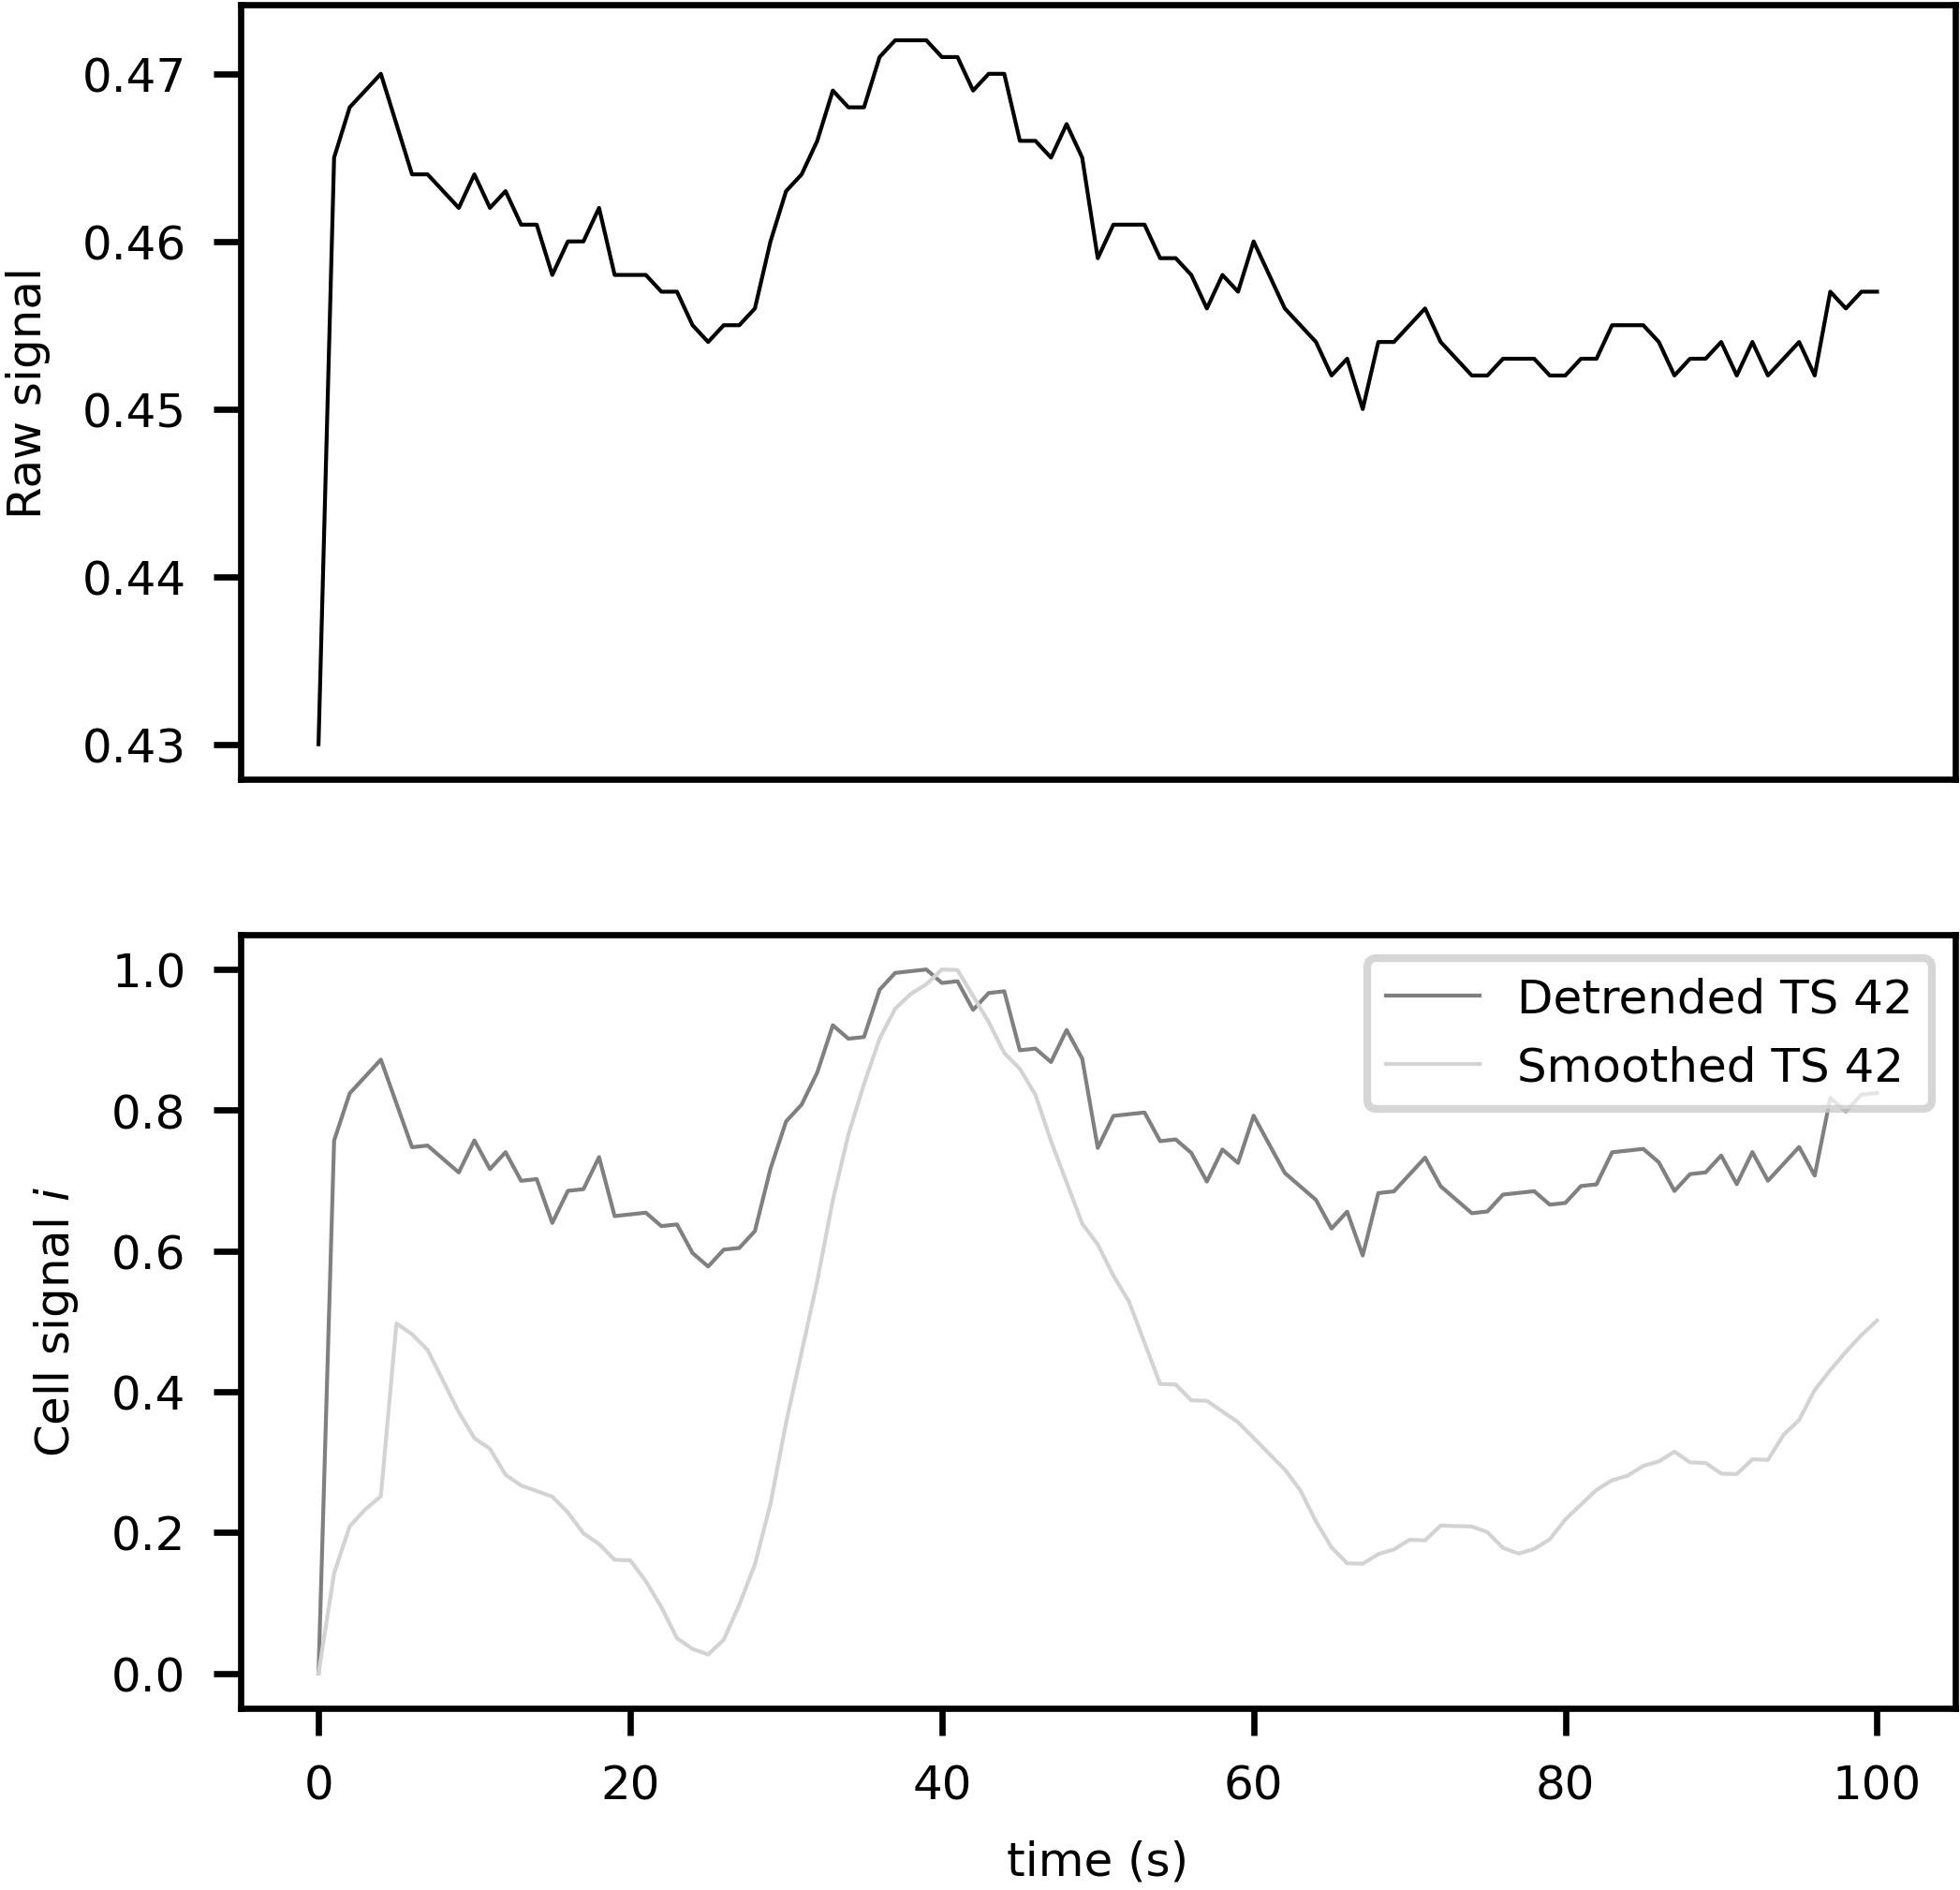 Raw signal
0.47
0.46
0.45
0.44
0.43
Cell signal i
1.0
0.8
0.6
0.4
0.2
0.0
Detrended TS 42
Smoothed TS 42
0 20 40 60 80 100
time (s)